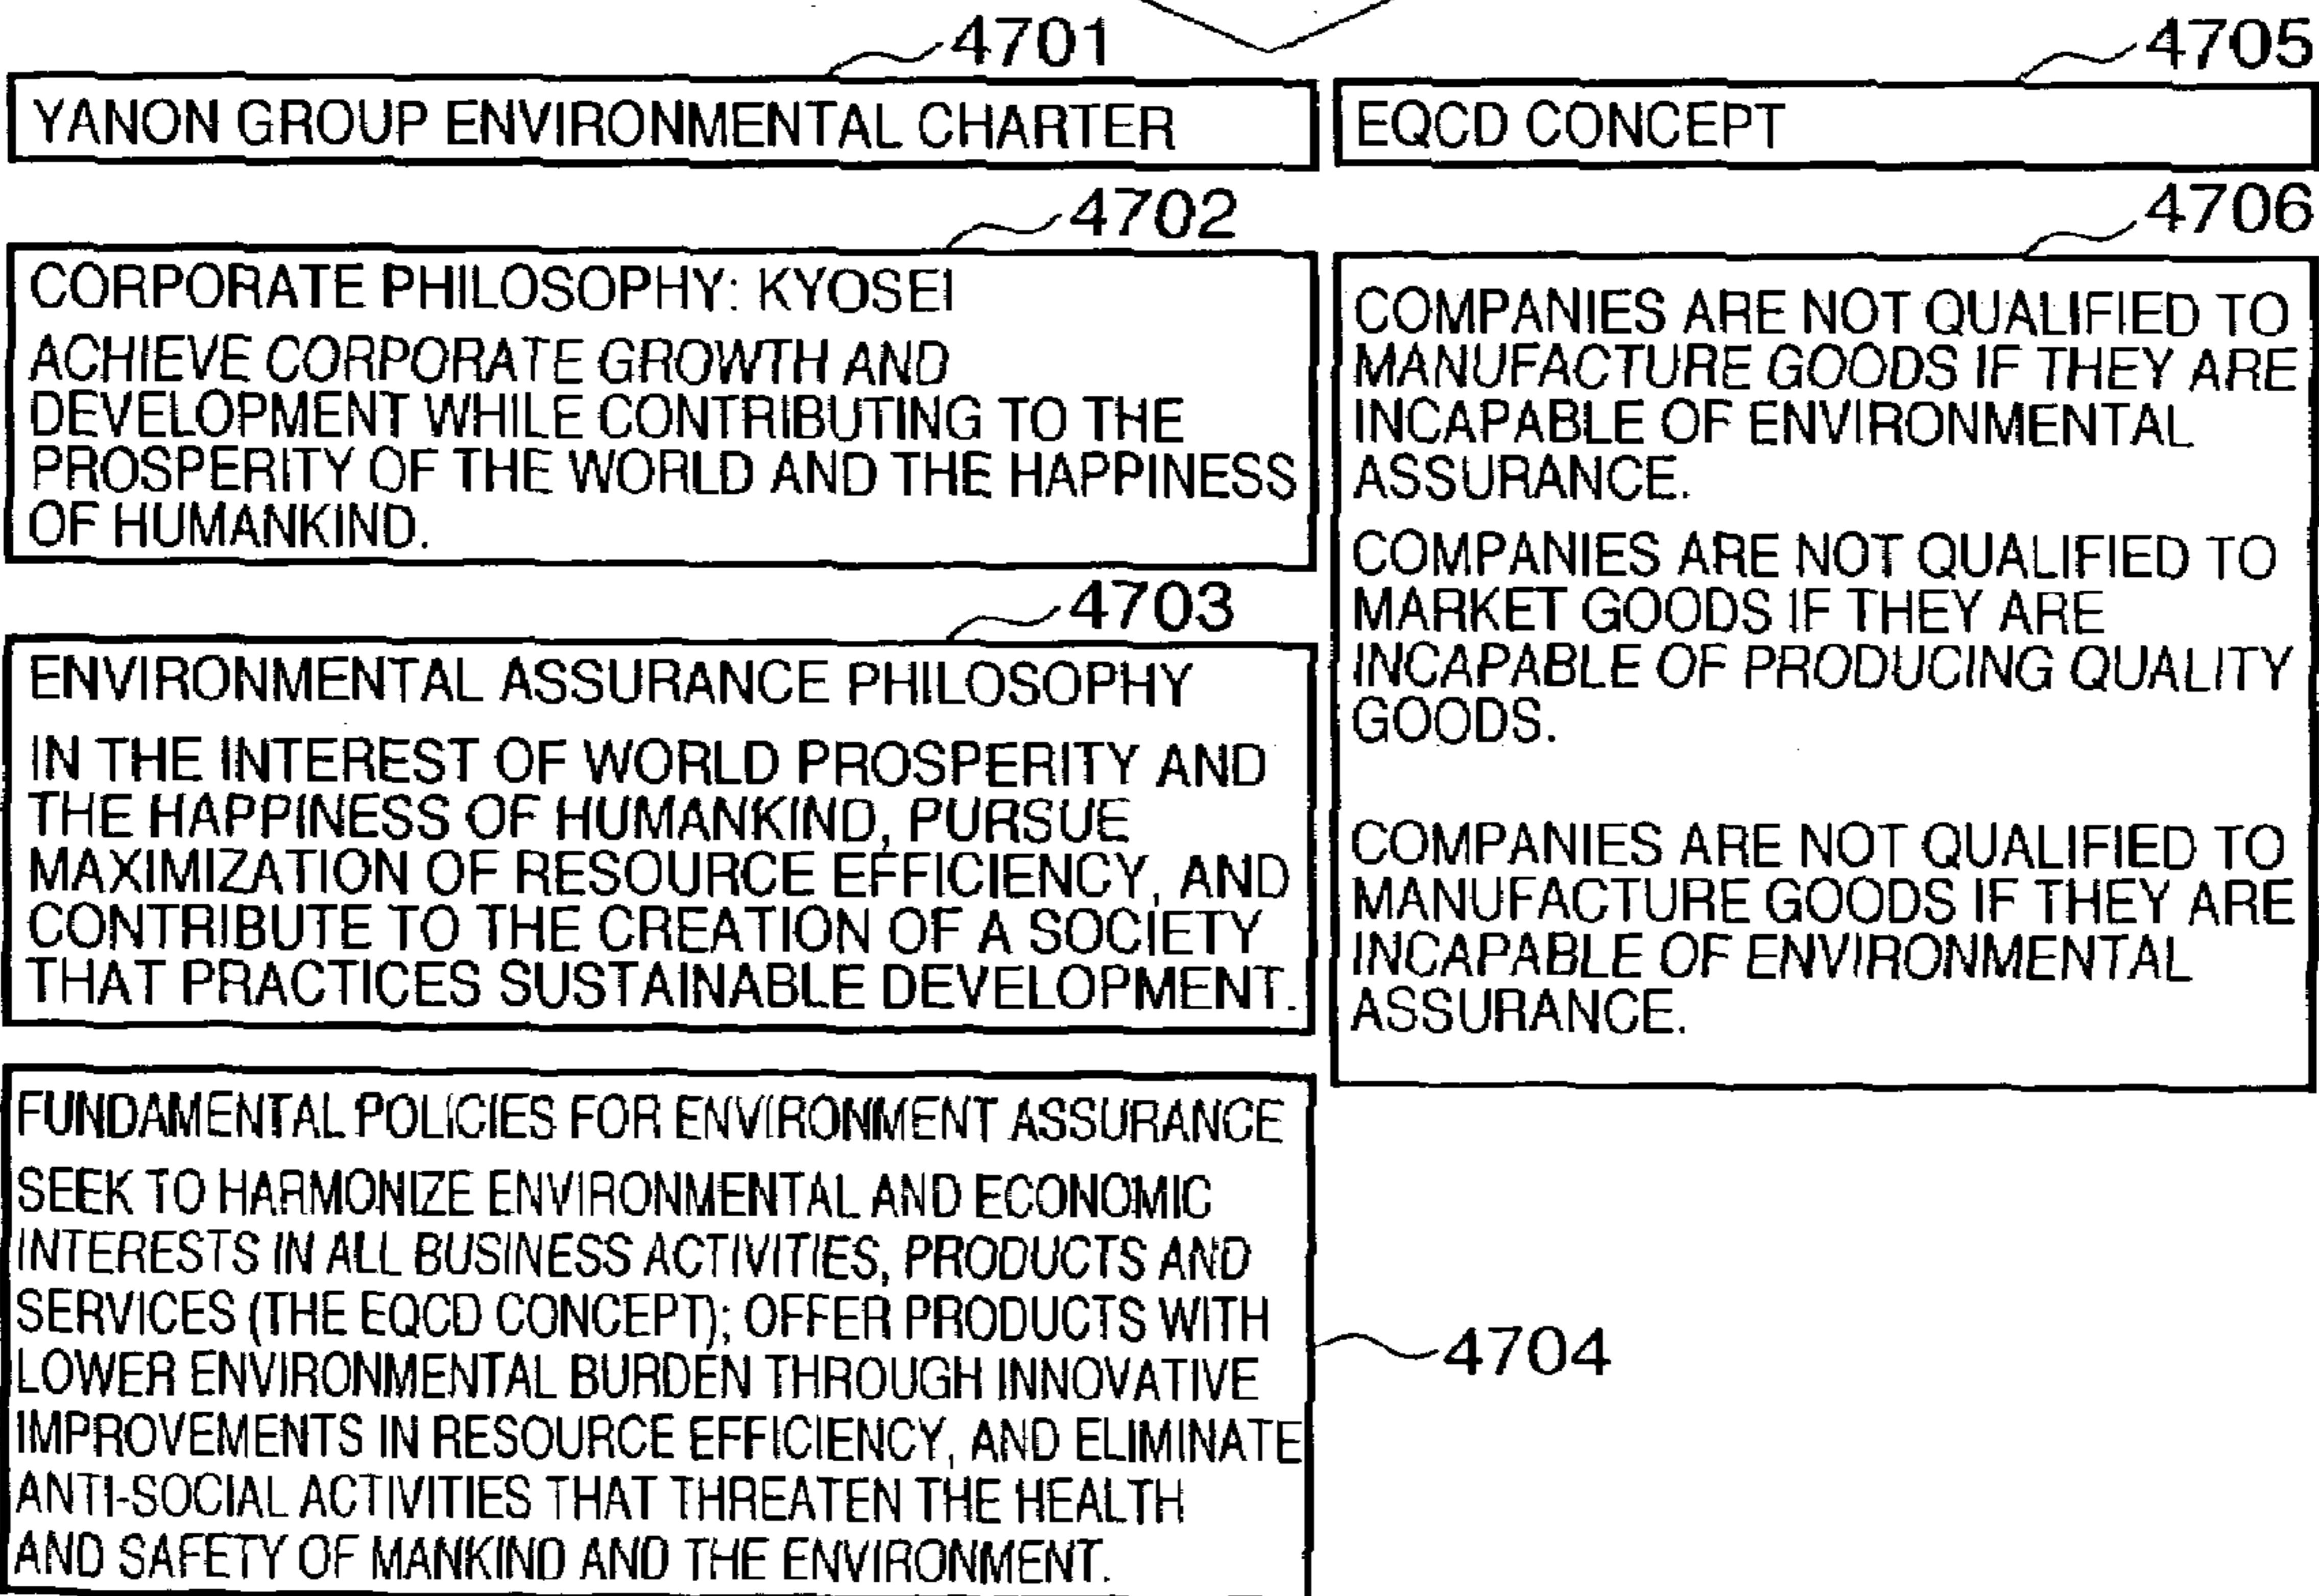 4701
YANON GROUP ENVIRONMENTAL CHARTER
4702
CORPORATE PHILOSOPHY: KYOSEI
ACHIEVE CORPORATE GROWTH AND
DEVELOPMENT WHILE CONTRIBUTING TO THE
PROSPERITY OF THE WORLD AND THE HAPPINESS
OF HUMANKIND.
4703
ENVIRONMENTAL ASSURANCE PHILOSOPHY
IN THE INTEREST OF WORLD PROSPERITY AND
THE HAPPINESS OF HUMANKIND, PURSUE
MAXIMIZATION OF RESOURCE EFFICIENCY, AND
CONTRIBUTE TO THE CREATION OF A SOCIETY
THAT PRACTICES SUSTAINABLE DEVELOPMENT.
FUNDAMENTAL POLICIES FOR ENVIRONMENT ASSURANCE
SEEK TO HARMONIZE ENVIRONMENTAL AND ECONOMIC
INTERESTS IN ALL BUSINESS ACTIVITIES, PRODUCTS AND
SERVICES (THE EQCD CONCEPT); OFFER PRODUCTS WITH
LOWER ENVIRONMENTAL BURDEN THROUGH INNOVATIVE
IMPROVEMENTS IN RESOURCE EFFICIENCY, AND ELIMINATE
ANTI-SOCIAL ACTIVITIES THAT THREATEN THE HEALTH
AND SAFETY OF MANKIND AND THE ENVIRONMENT.
4704
4705
EQCD CONCEPT
4706
COMPANIES ARE NOT QUALIFIED TO
MANUFACTURE GOODS IF THEY ARE
INCAPABLE OF ENVIRONMENTAL
ASSURANCE.
COMPANIES ARE NOT QUALIFIED TO
MARKET GOODS IF THEY ARE
INCAPABLE OF PRODUCING QUALITY
GOODS.
COMPANIES ARE NOT QUALIFIED TO
MANUFACTURE GOODS IF THEY ARE
INCAPABLE OF ENVIRONMENTAL
ASSURANCE.